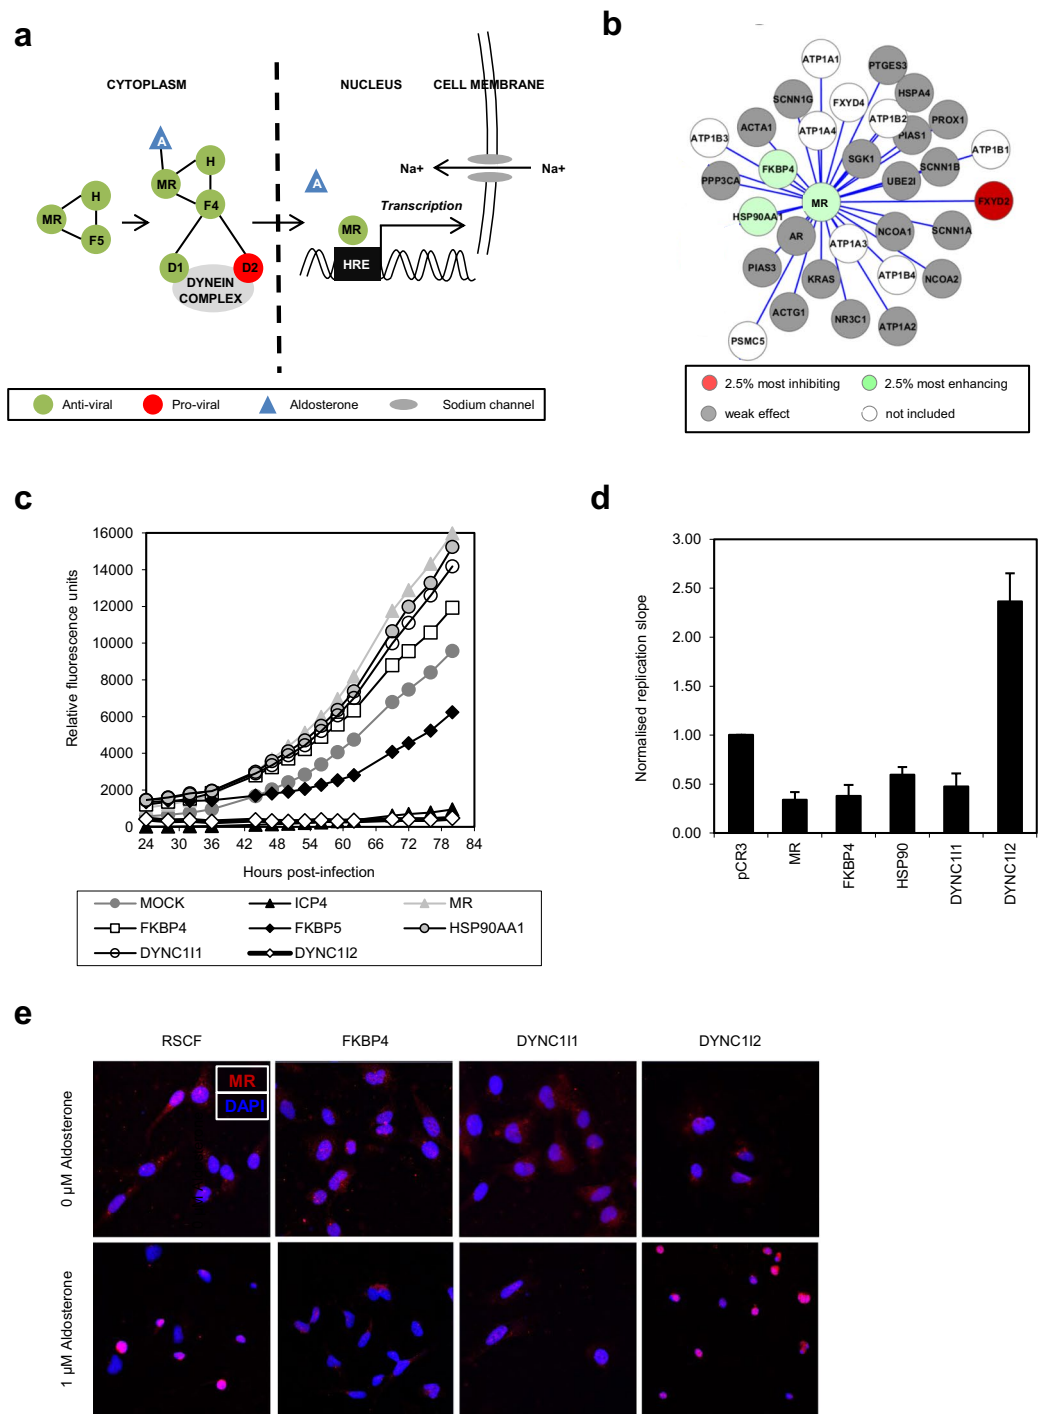 a
CYTOPLASM
NUCLEUS
CELL MEMBRANE
A
H
MR
F4
H
MR
F5
D1
D2
DYNEIN
COMPLEX
A
MR
HRE
Transcription
Na+
Na+
Anti-viral
Pro-viral
Aldosterone
Sodium channel
b
ATP1A1
PTGES3
SCNN1G
FXYD4
HSPA4
ATP1B2
PROX1
ACTA1
ATP1A4
PIAS1
ATP1B3
ATP1B1
SGK1
SCNN1B
FKBP4
PPP3CA
UBE2I
MR
FXYD2
HSP90AA1
NCOA1
SCNN1A
AR
ATP1A3
PIAS3
ATP1B4
KRAS
NCOA2
ACTG1
NR3C1
ATP1A2
PSMC5
2.5% most inhibiting
2.5% most enhancing
weak effect
not included
c
Relative fluorescence units
16000
14000
12000
10000
8000
6000
4000
2000
0
24 30 36 42 48 54 60 66 72 78 84
Hours post-infection
MOCK
ICP4
MR
FKBP4
FKBP5
HSP90AA1
DYNC1I1
DYNC1I2
d
Normalised replication slope
3.00
2.50
2.00
1.50
1.00
0.50
0.00
pCR3
MR
FKBP4
HSP90
DYNC1I1
DYNC1I2
e
RSCF
FKBP4
DYNC1I1
DYNC1I2
MR
DAPI
0 µM Aldosterone
1 µM Aldosterone